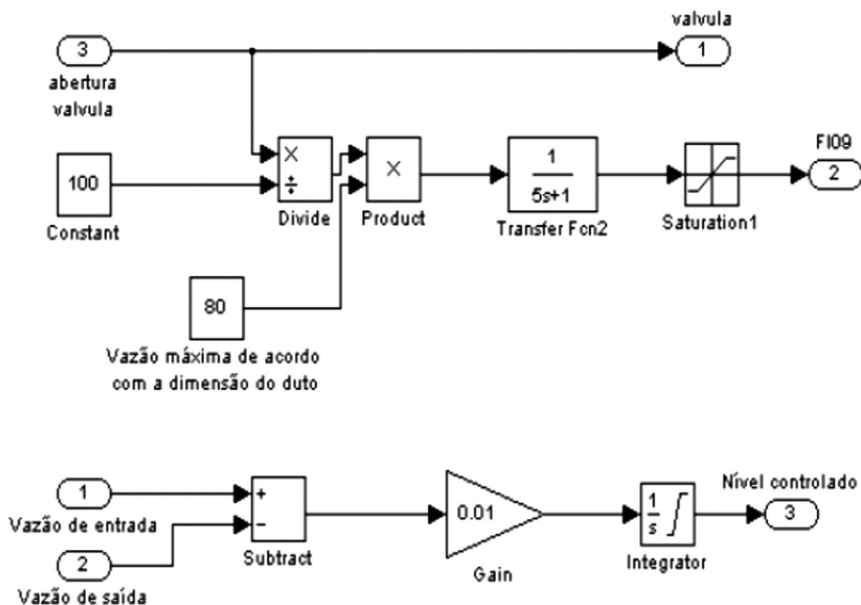 valvula
3
1
abertura
valvula
FI09
100
×
÷
×
1
5s+1
2
Constant
Divide
Product
Transfer Fcn2
Saturation1
80
Vazão máxima de acordo
com a dimensão do duto
Nível controlado
1
+
−
0.01
1
s
3
Vazão de entrada
2
Subtract
Integrator
Gain
Vazão de saída